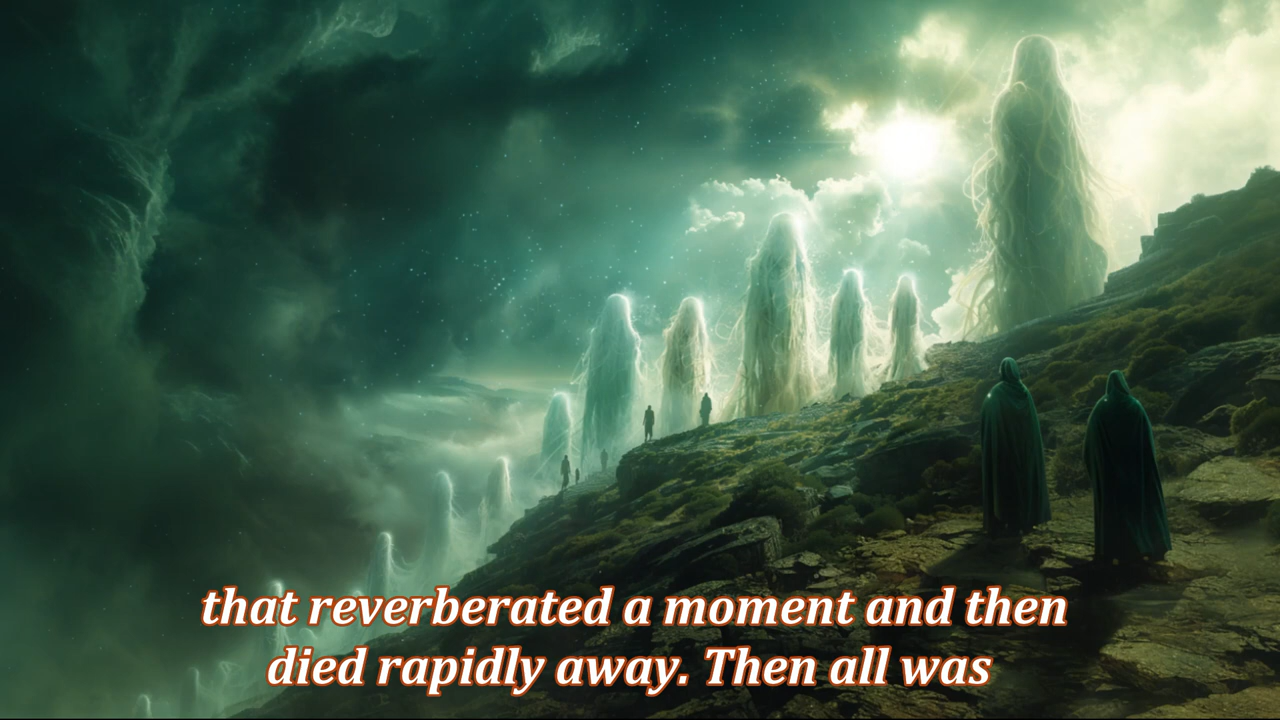 that reverberated a moment and then
died rapidly away. Then all was